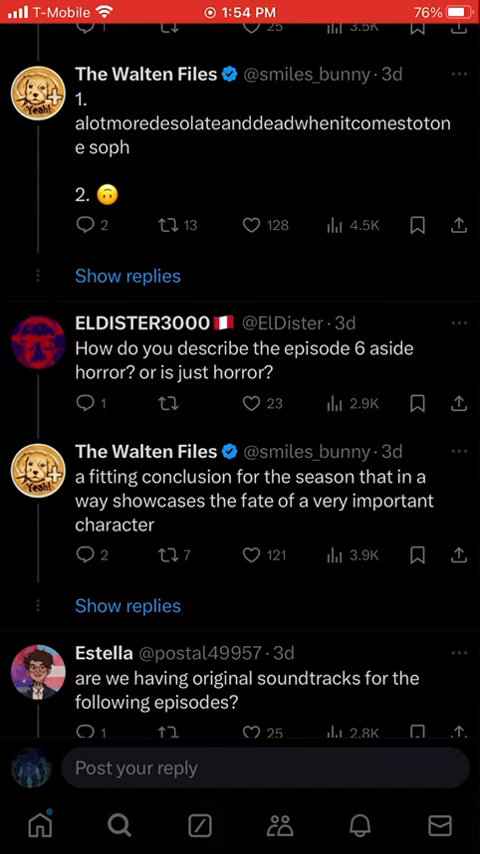 T-Mobile 1:54 PM 76%
1 25 3.5K
The Walten Files @smiles_bunny · 3d
1.
alotmoredesolateanddeadwhenitcomestoton
e soph
2. 🙃
2 13 128 4.5K
Show replies
ELDISTER3000🇵🇪 @ElDister · 3d
How do you describe the episode 6 aside
horror? or is just horror?
1 23 2.9K
The Walten Files @smiles_bunny · 3d
a fitting conclusion for the season that in a
way showcases the fate of a very important
character
2 7 121 3.9K
Show replies
Estella @postal49957 · 3d
are we having original soundtracks for the
following episodes?
1 25 2.8K
Post your reply